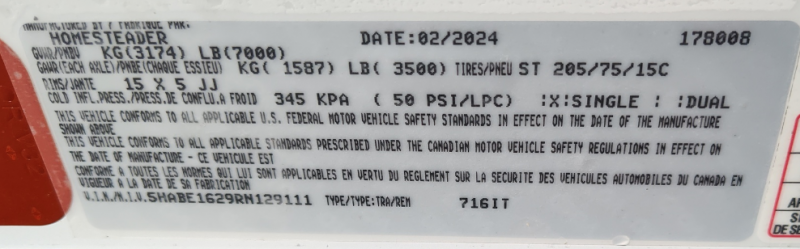 MANUFACTURED BY / FABRIQUE PAR:
HOMESTEADER DATE:02/2024 178008
GVWR/PNBV KG(3174) LB(7000)
GAWR(EACH AXLE)/PNBE(CHAQUE ESSIEU) KG( 1587) LB( 3500) TIRES/PNEU ST 205/75/15C
RIMS/JANTE 15 X 5 JJ
COLD INFL.PRESS./PRESS.DE CONFL.A FROID 345 KPA ( 50 PSI/LPC) :X:SINGLE : :DUAL
THIS VEHICLE CONFORMS TO ALL APPLICABLE U.S. FEDERAL MOTOR VEHICLE SAFETY STANDARDS IN EFFECT ON THE DATE OF THE MANUFACTURE
SHOWN ABOVE
THIS VEHICLE CONFORMS TO ALL APPLICABLE STANDARDS PRESCRIBED UNDER THE CANADIAN MOTOR VEHICLE SAFETY REGULATIONS IN EFFECT ON
THE DATE OF MANUFACTURE - CE VEHICULE EST
CONFORME A TOUTES LES NORMES QUI LUI SONT APPLICABLES EN VERTU DU REGLEMENT SUR LA SECURITE DES VEHICULES AUTOMOBILES DU CANADA EN
VIGUEUR A LA DATE DE SA FABRICATION
V.I.N./N.I.V.5HABE1629RN129111 TYPE/TYPE:TRA/REM 716IT